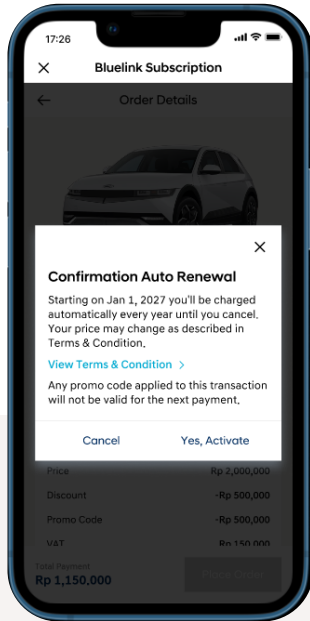 17:26
Bluelink Subscription
Order Details
Confirmation Auto Renewal
Starting on Jan 1, 2027 you'll be charged
automatically every year until you cancel.
Your price may change as described in
Terms & Condition.
View Terms & Condition >
Any promo code applied to this transaction
will not be valid for the next payment.
Cancel Yes, Activate
Price Rp 2,000,000
Discount -Rp 500,000
Promo Code -Rp 500,000
VAT Rp 150,000
Total Payment
Rp 1,150,000
Place Order